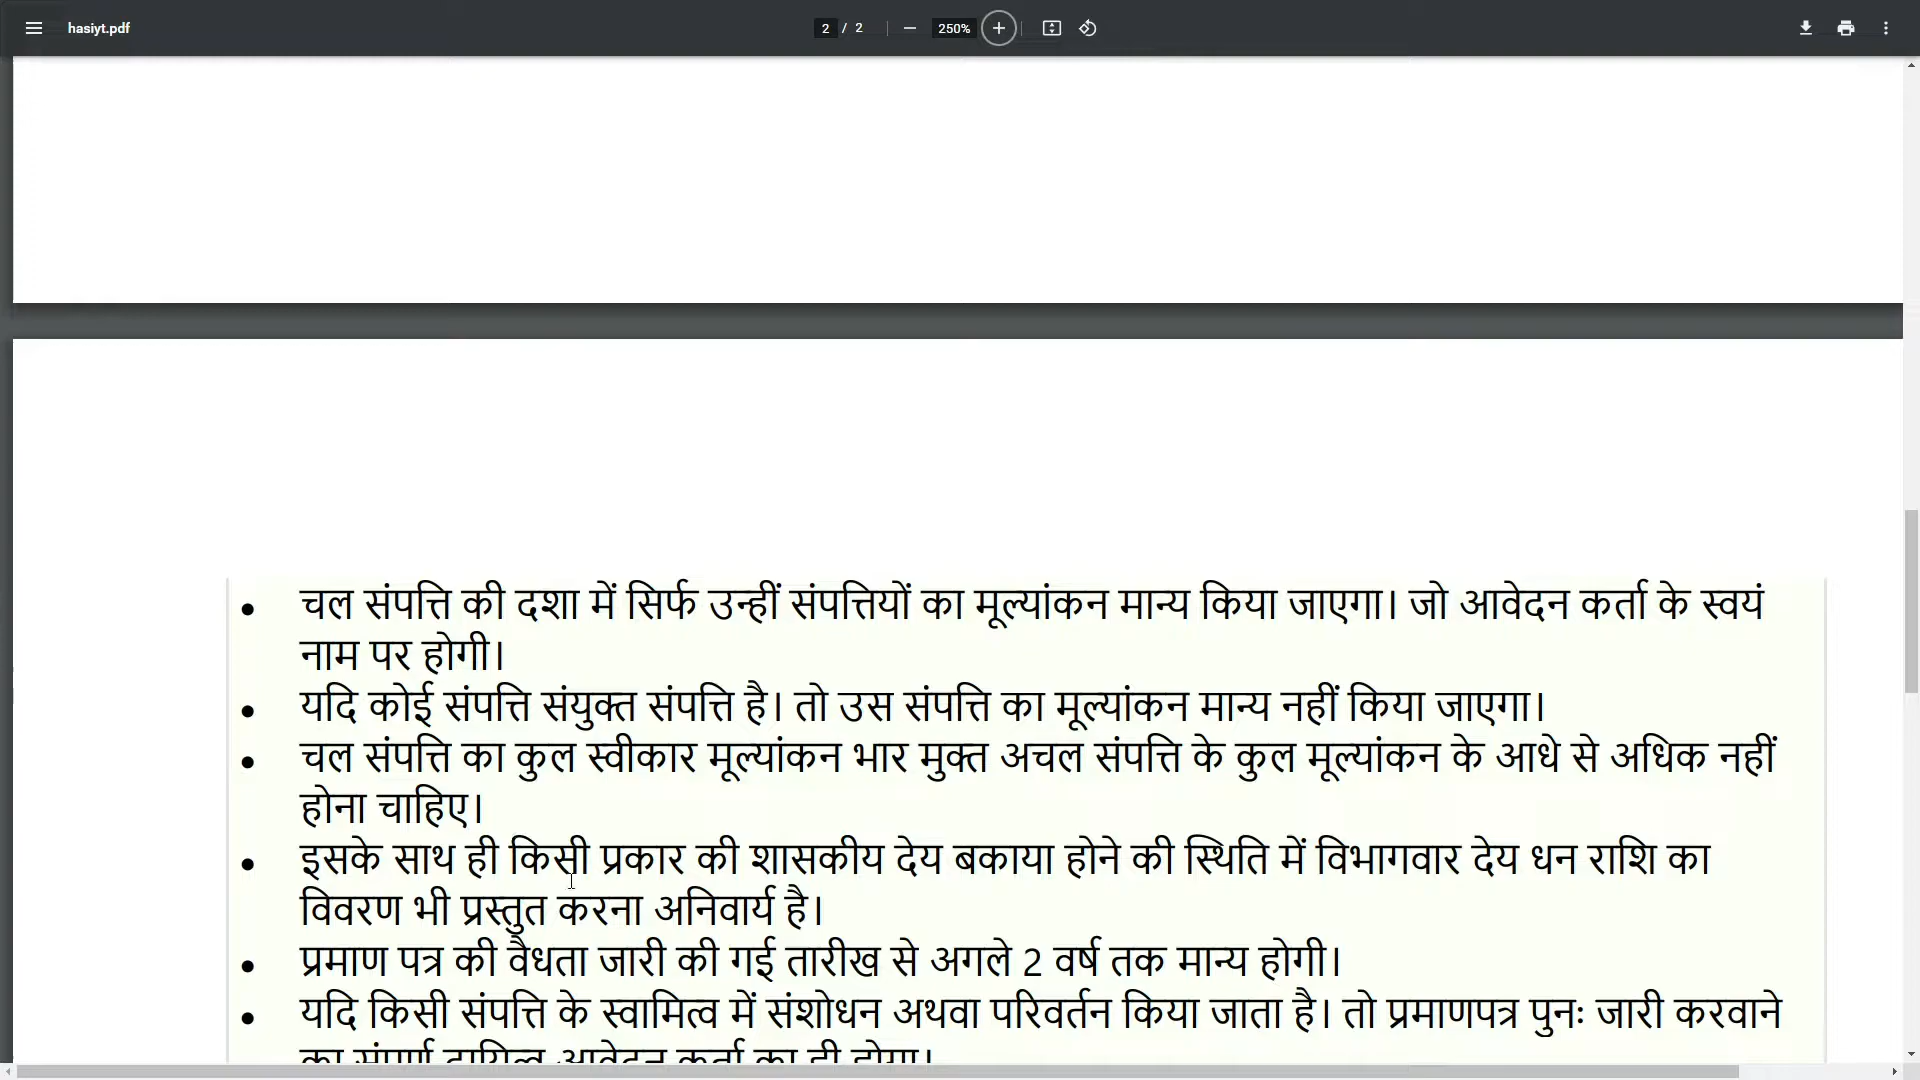 hasiyt.pdf
2 / 2
250%
चल संपत्ति की दशा में सिर्फ उन्हीं संपत्तियों का मूल्यांकन मान्य किया जाएगा। जो आवेदन कर्ता के स्वयं
नाम पर होगी।
यदि कोई संपत्ति संयुक्त संपत्ति है। तो उस संपत्ति का मूल्यांकन मान्य नहीं किया जाएगा।
चल संपत्ति का कुल स्वीकार मूल्यांकन भार मुक्त अचल संपत्ति के कुल मूल्यांकन के आधे से अधिक नहीं
होना चाहिए।
इसके साथ ही किसी प्रकार की शासकीय देय बकाया होने की स्थिति में विभागवार देय धन राशि का
विवरण भी प्रस्तुत करना अनिवार्य है।
प्रमाण पत्र की वैधता जारी की गई तारीख से अगले 2 वर्ष तक मान्य होगी।
यदि किसी संपत्ति के स्वामित्व में संशोधन अथवा परिवर्तन किया जाता है। तो प्रमाणपत्र पुनः जारी करवाने
का संपूर्ण दायित्व आवेदन कर्ता का ही होगा।